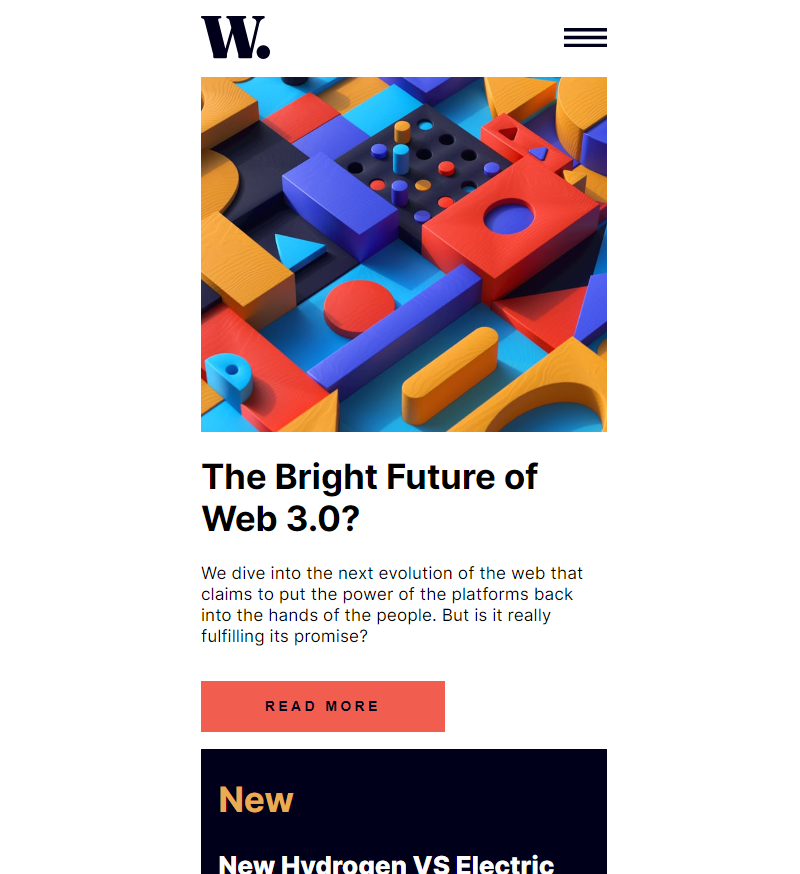 W.
The Bright Future of
Web 3.0?
We dive into the next evolution of the web that
claims to put the power of the platforms back
into the hands of the people. But is it really
fulfilling its promise?
READ MORE
New
New Hydrogen VS Electric